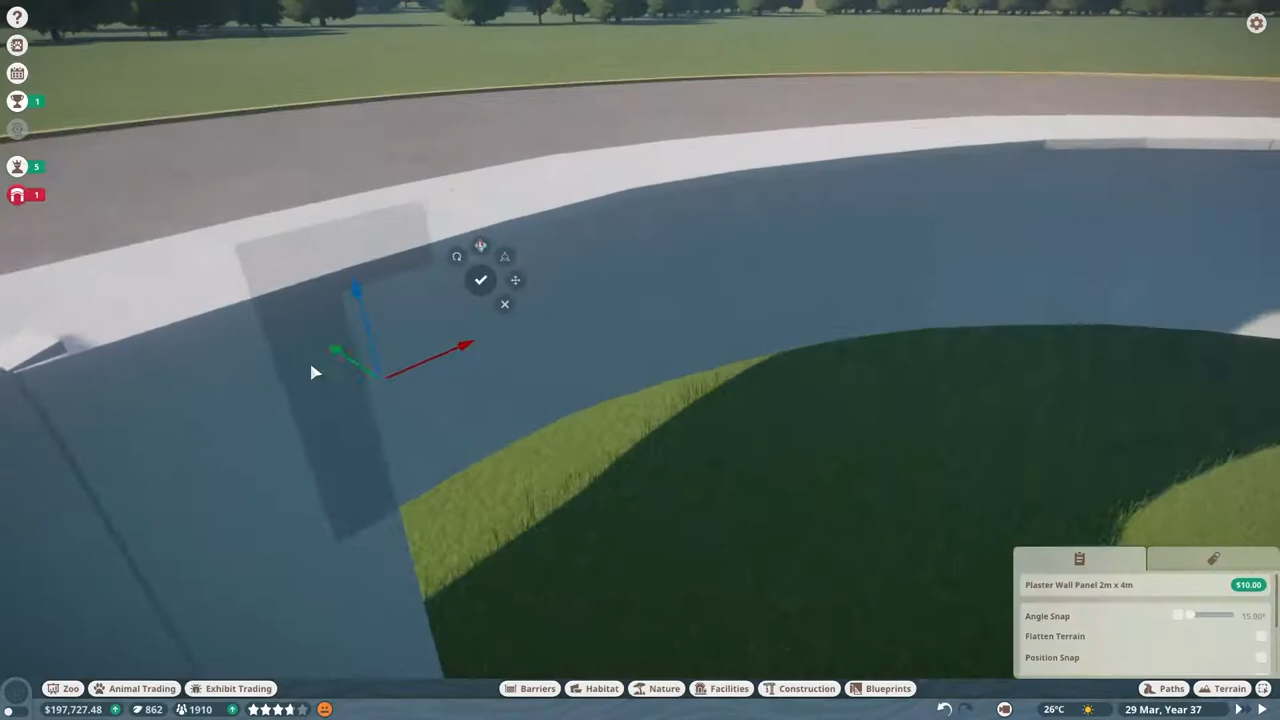 ?
1
5
1
Plaster Wall Panel 2m x 4m $10.00
Angle Snap 15.00°
Flatten Terrain
Position Snap
Zoo Animal Trading Exhibit Trading Barriers Habitat Nature Facilities Construction Blueprints Paths Terrain
$197,727.48 862 1910 26°C 29 Mar, Year 37